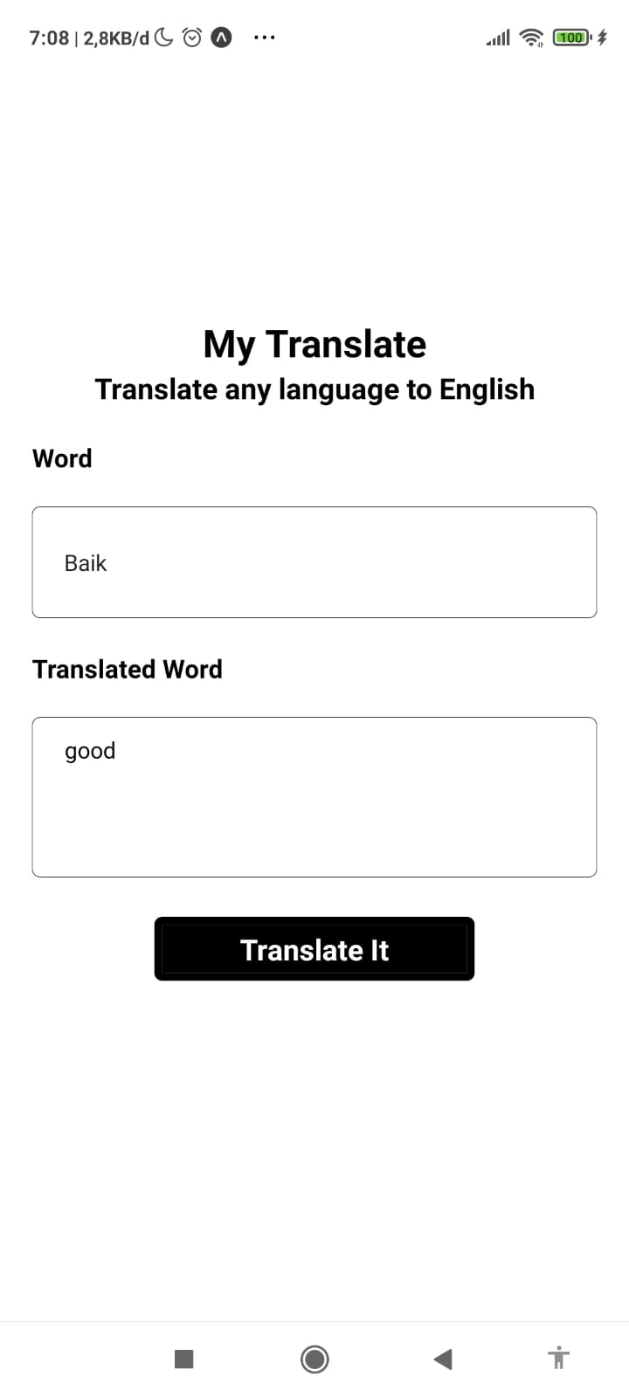 7:08 | 2,8KB/d
100
My Translate
Translate any language to English
Word
Baik
Translated Word
good
Translate It